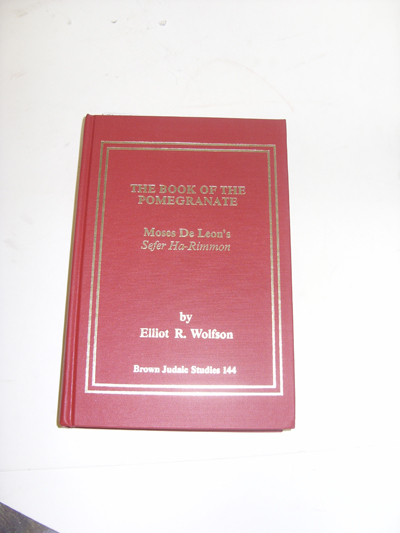 THE BOOK OF THE
POMEGRANATE
Moses De Leon's
Sefer Ha-Rimmon
by
Elliot R. Wolfson
Brown Judaic Studies 144